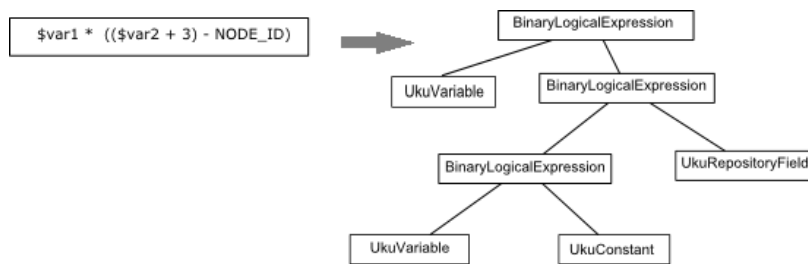 $var1 * (($var2 + 3) - NODE_ID)
BinaryLogicalExpression
UkuVariable
BinaryLogicalExpression
BinaryLogicalExpression
UkuRepositoryField
UkuVariable
UkuConstant